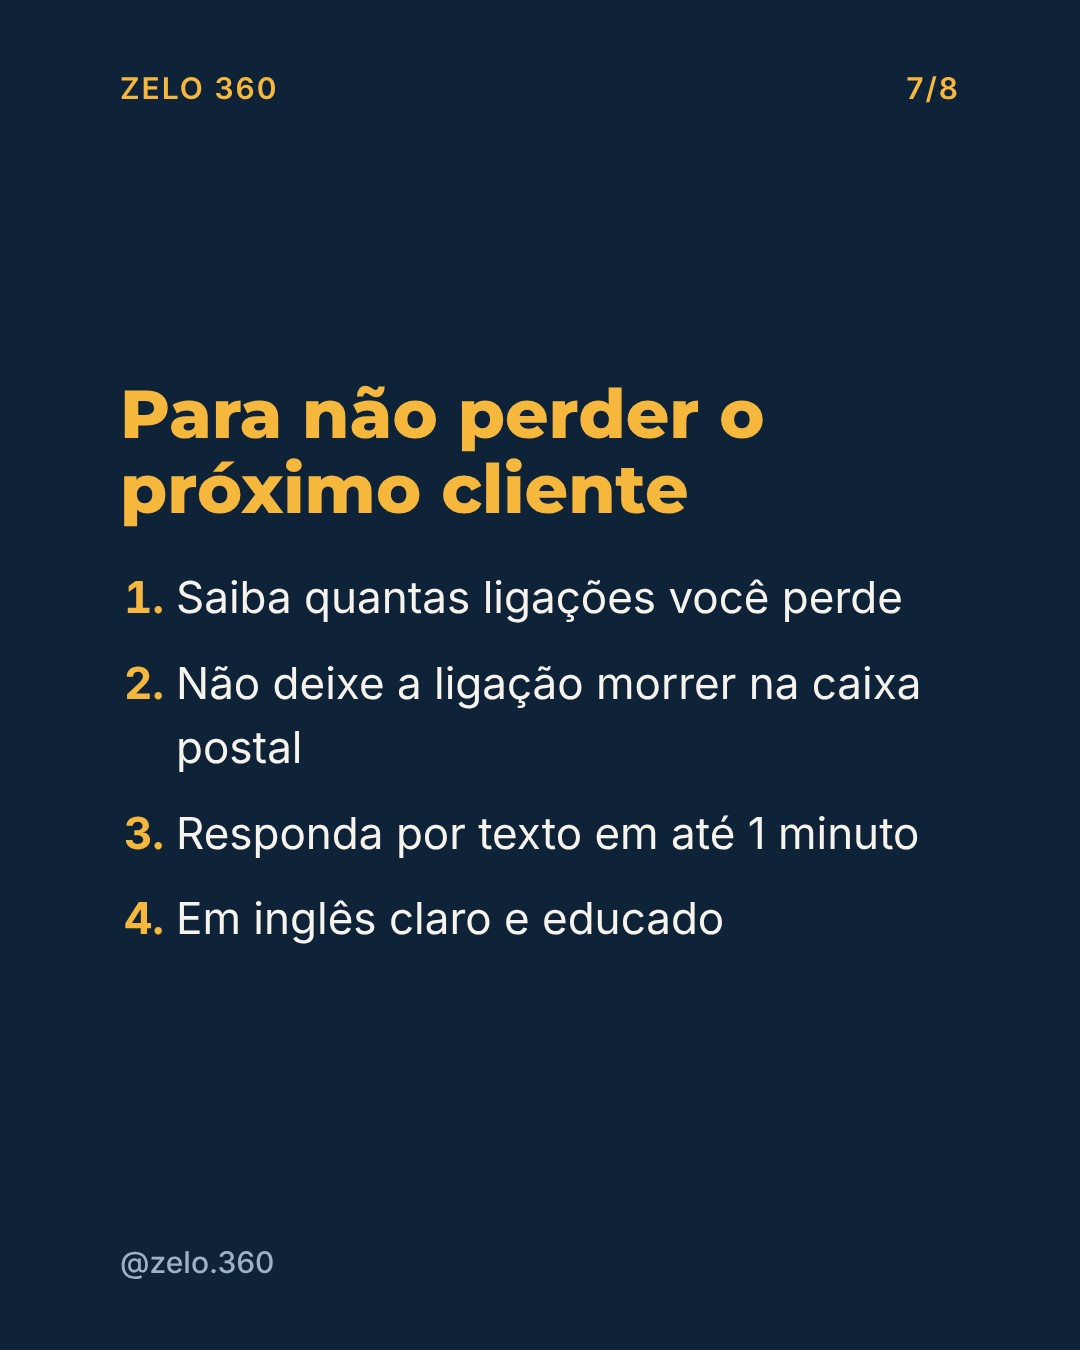 ZELO 360
7/8
Para não perder o
próximo cliente
1. Saiba quantas ligações você perde
2. Não deixe a ligação morrer na caixa
postal
3. Responda por texto em até 1 minuto
4. Em inglês claro e educado
@zelo.360